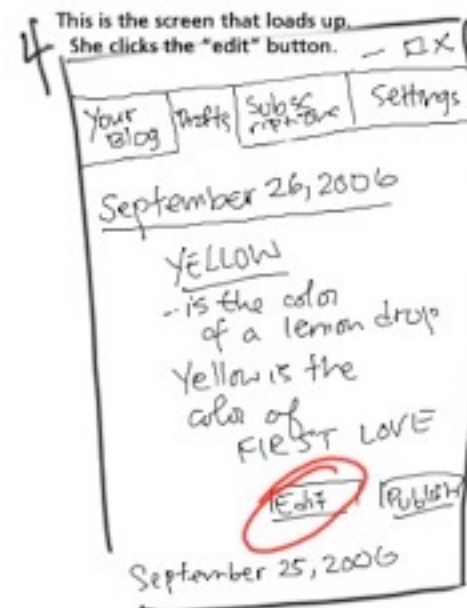 4
This is the screen that loads up.
She clicks the "edit" button.
Your Blog Drafts Subscriptions Settings
September 26, 2006
YELLOW
- is the color
of a lemon drop
Yellow is the
color of
FIRST LOVE
Edit Publish
September 25, 2006